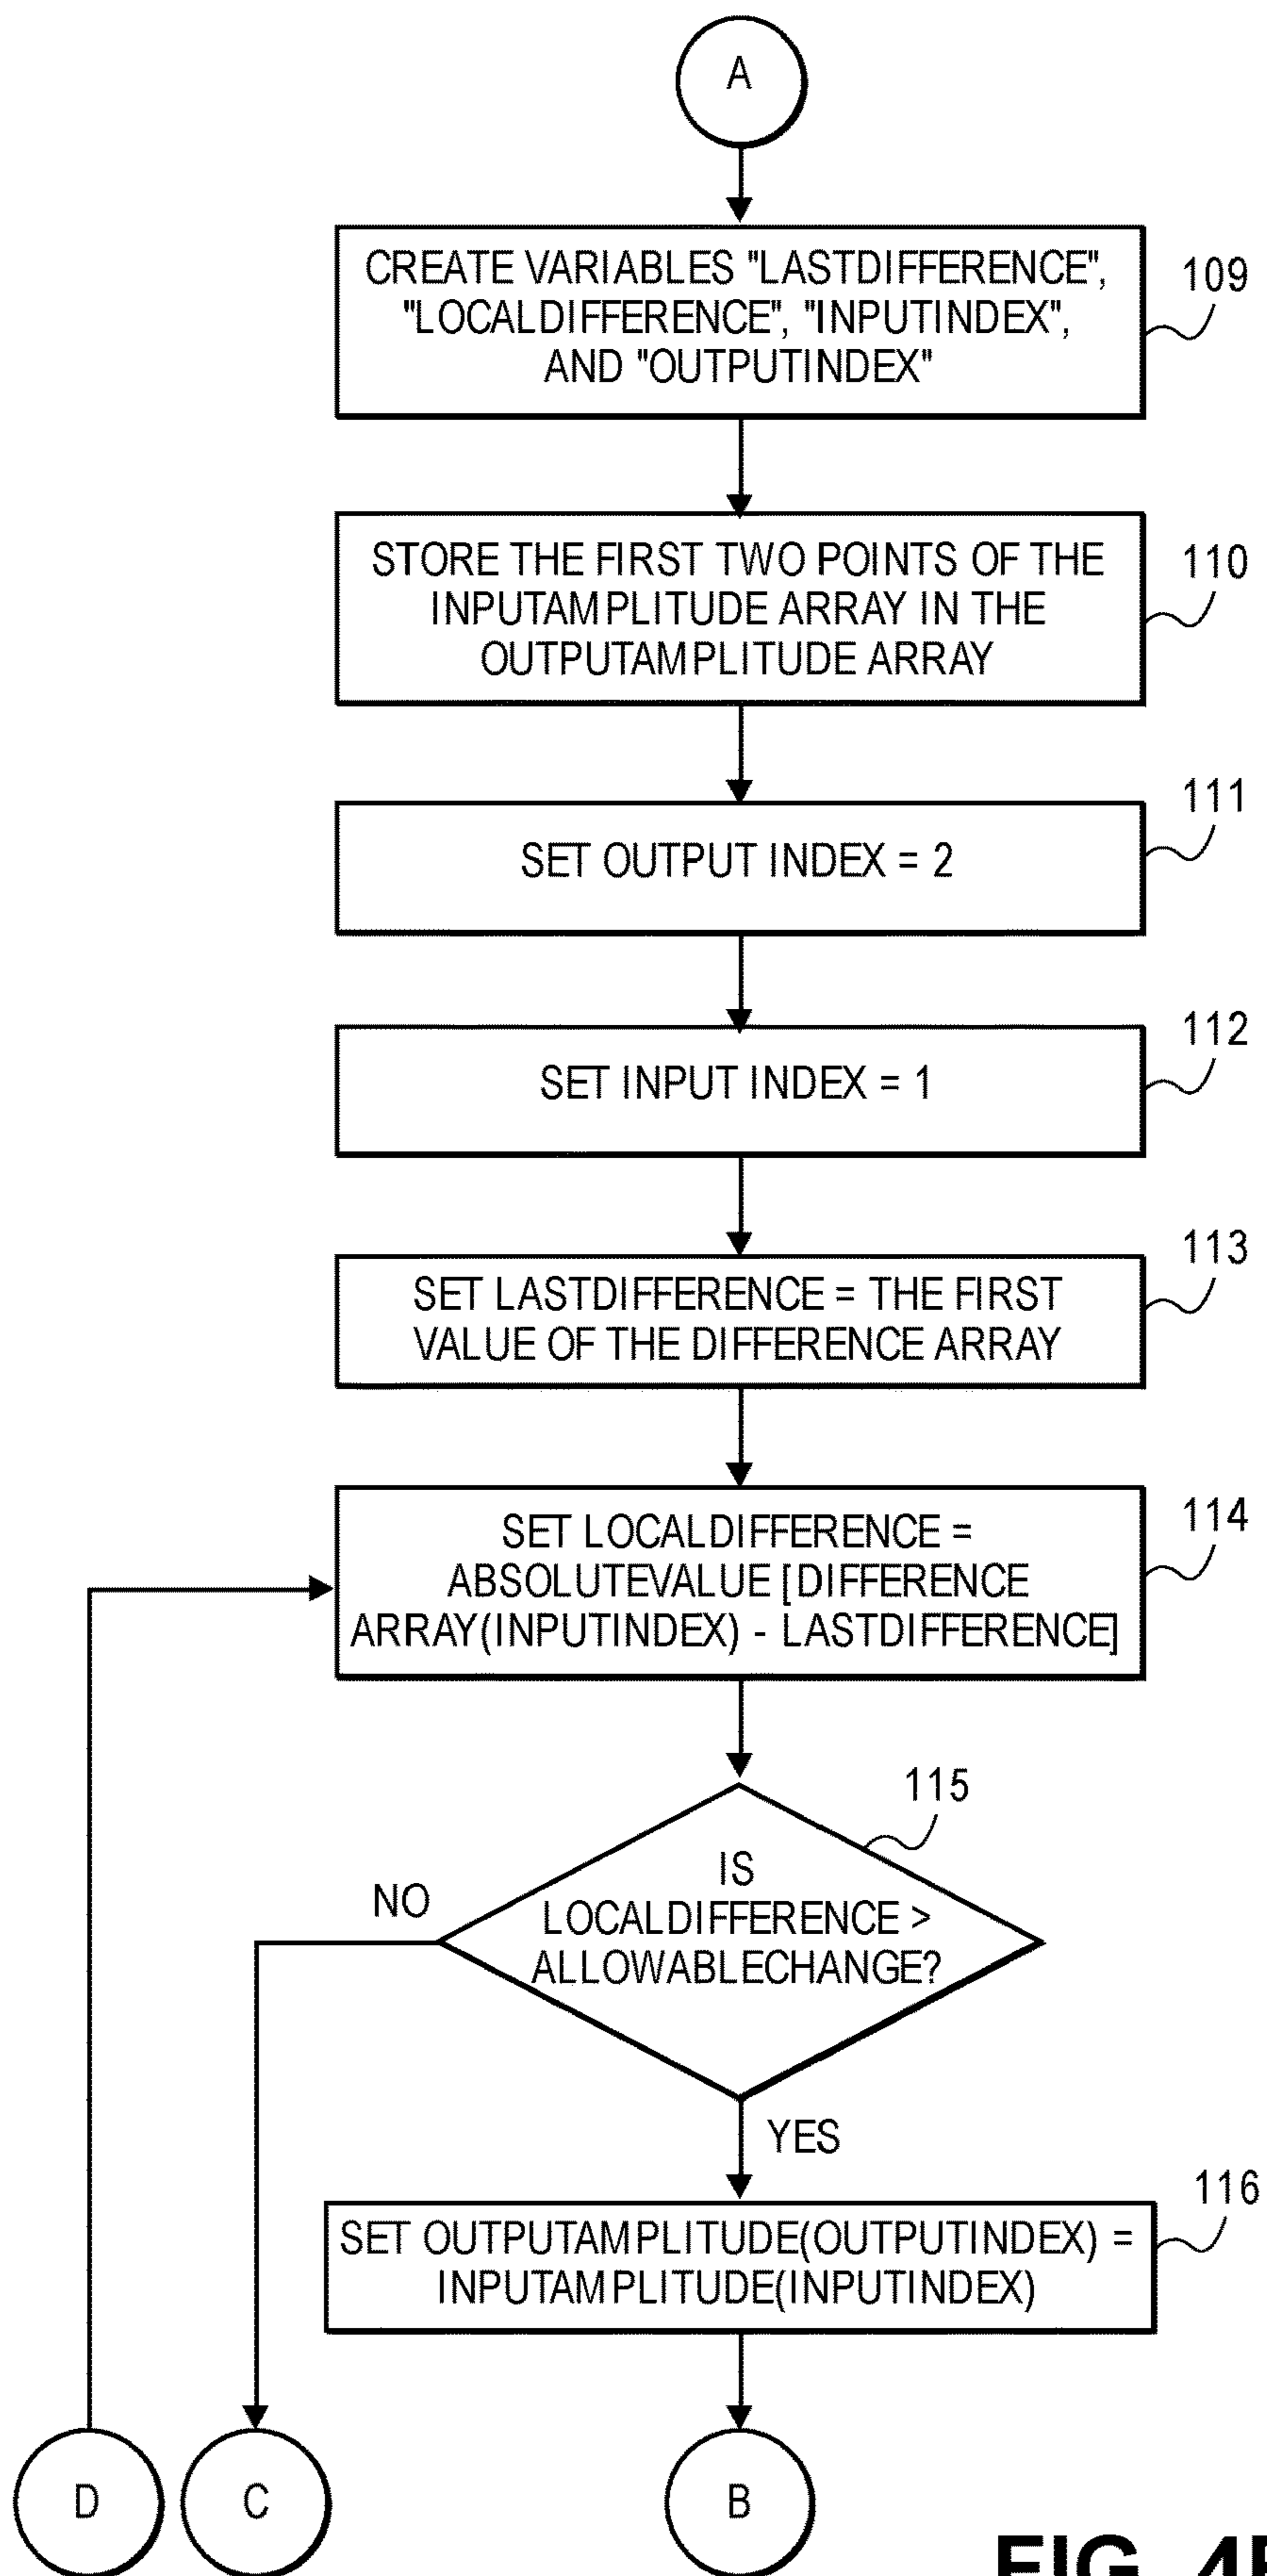 A
CREATE VARIABLES "LASTDIFFERENCE",
"LOCALDIFFERENCE", "INPUTINDEX",
AND "OUTPUTINDEX"
109
STORE THE FIRST TWO POINTS OF THE
INPUTAMPLITUDE ARRAY IN THE
OUTPUTAMPLITUDE ARRAY
110
SET OUTPUT INDEX = 2
111
SET INPUT INDEX = 1
112
SET LASTDIFFERENCE = THE FIRST
VALUE OF THE DIFFERENCE ARRAY
113
SET LOCALDIFFERENCE =
ABSOLUTEVALUE [DIFFERENCE
ARRAY(INPUTINDEX) - LASTDIFFERENCE]
114
IS
LOCALDIFFERENCE >
ALLOWABLECHANGE?
115
NO
YES
SET OUTPUTAMPLITUDE(OUTPUTINDEX) =
INPUTAMPLITUDE(INPUTINDEX)
116
D
C
B
FIG.